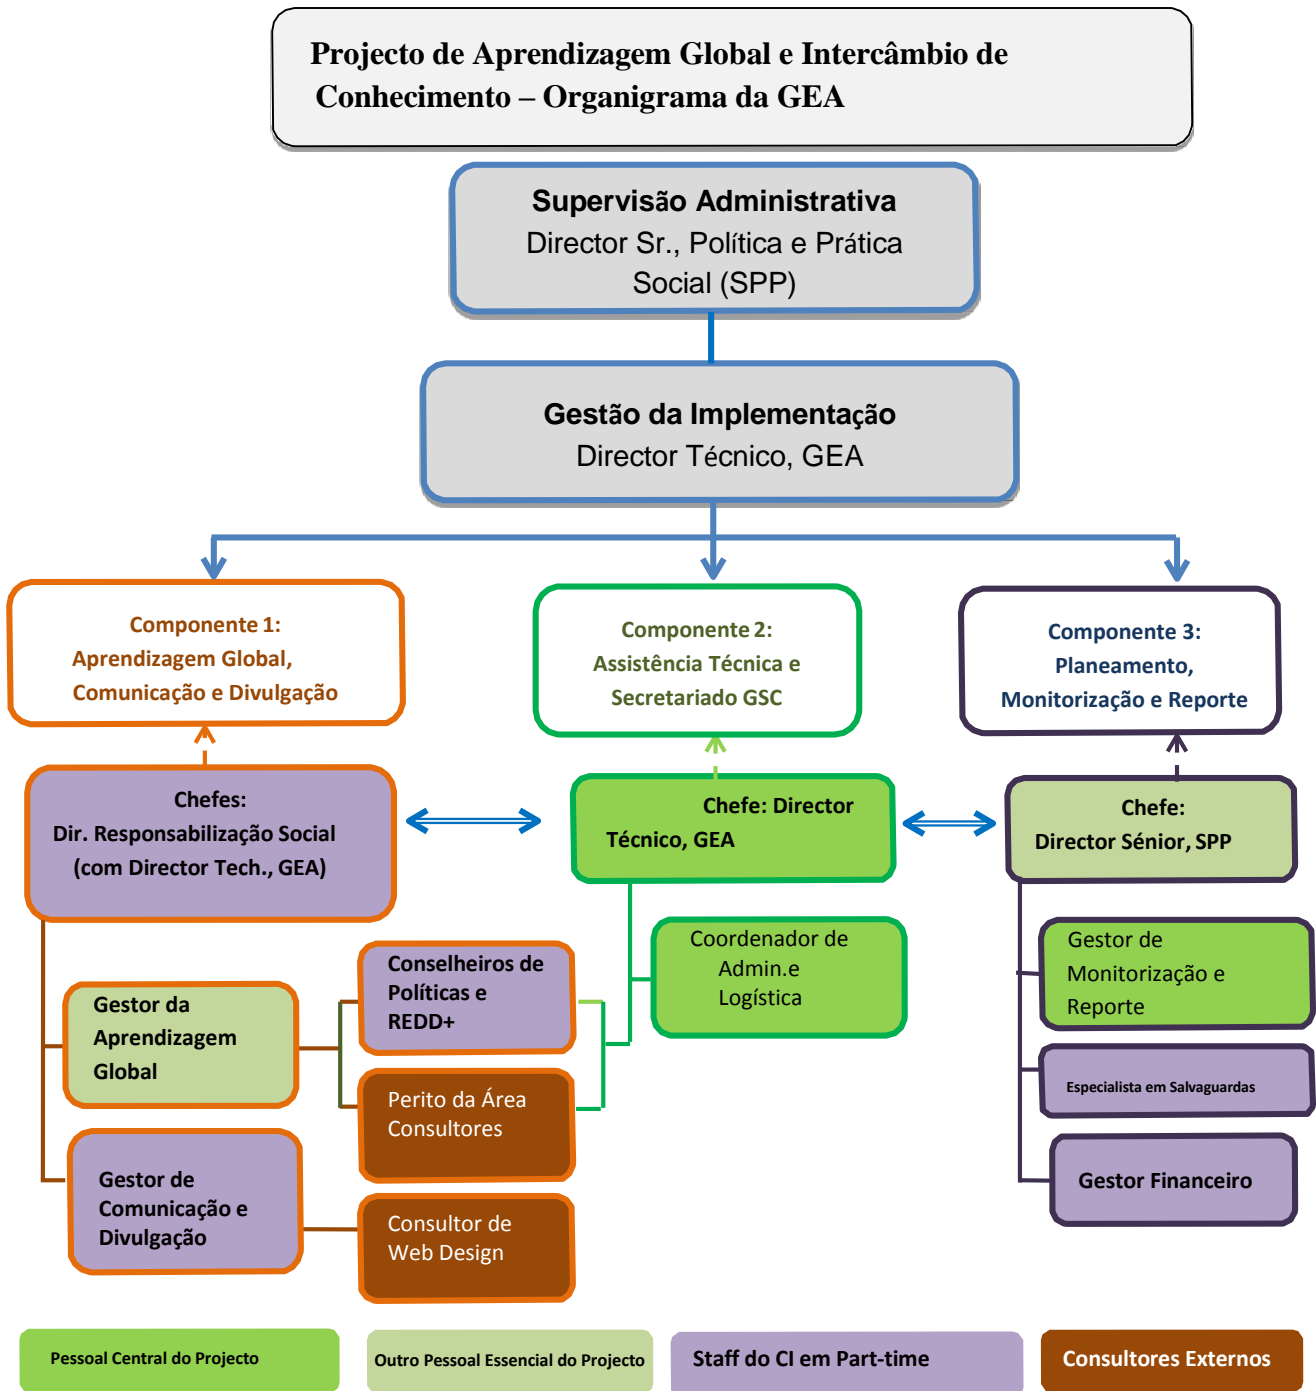 Projecto de Aprendizagem Global e Intercâmbio de
Conhecimento – Organigrama da GEA
Supervisão Administrativa
Director Sr., Política e Prática
Social (SPP)
Gestão da Implementação
Director Técnico, GEA
Componente 1:
Aprendizagem Global,
Comunicação e Divulgação
Componente 2:
Assistência Técnica e
Secretariado GSC
Componente 3:
Planeamento,
Monitorização e Reporte
Chefes:
Dir. Responsabilização Social
(com Director Tech., GEA)
Chefe: Director
Técnico, GEA
Chefe:
Director Sénior, SPP
Gestor da
Aprendizagem
Global
Conselheiros de
Políticas e
REDD+
Perito da Área
Consultores
Gestor de
Comunicação e
Divulgação
Consultor de
Web Design
Coordenador de
Admin.e
Logística
Gestor de
Monitorização e
Reporte
Especialista em Salvaguardas
Gestor Financeiro
Pessoal Central do Projecto
Outro Pessoal Essencial do Projecto
Staff do CI em Part-time
Consultores Externos